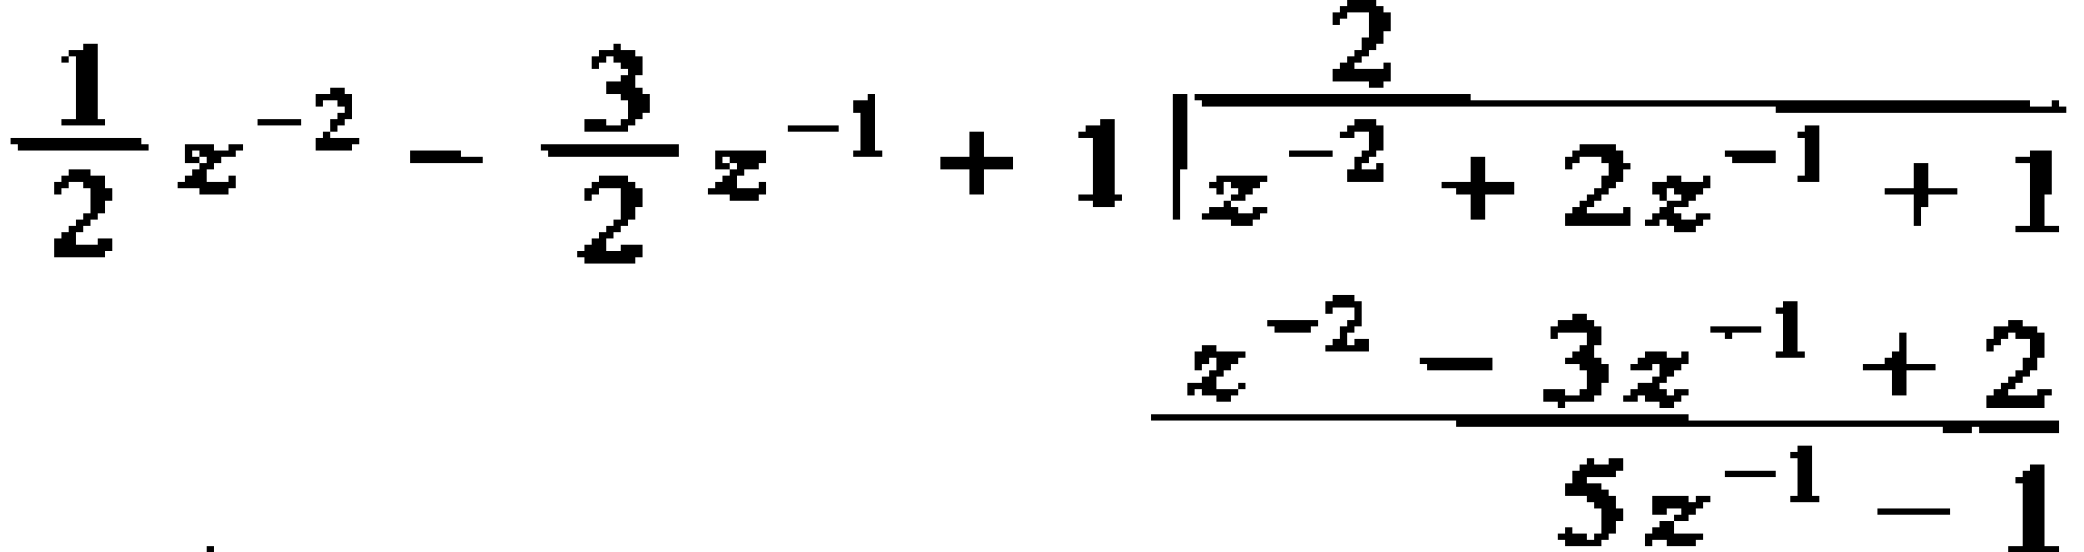 2
1/2 z^{-2} - 3/2 z^{-1} + 1 | z^{-2} + 2z^{-1} + 1
z^{-2} - 3z^{-1} + 2
5z^{-1} - 1